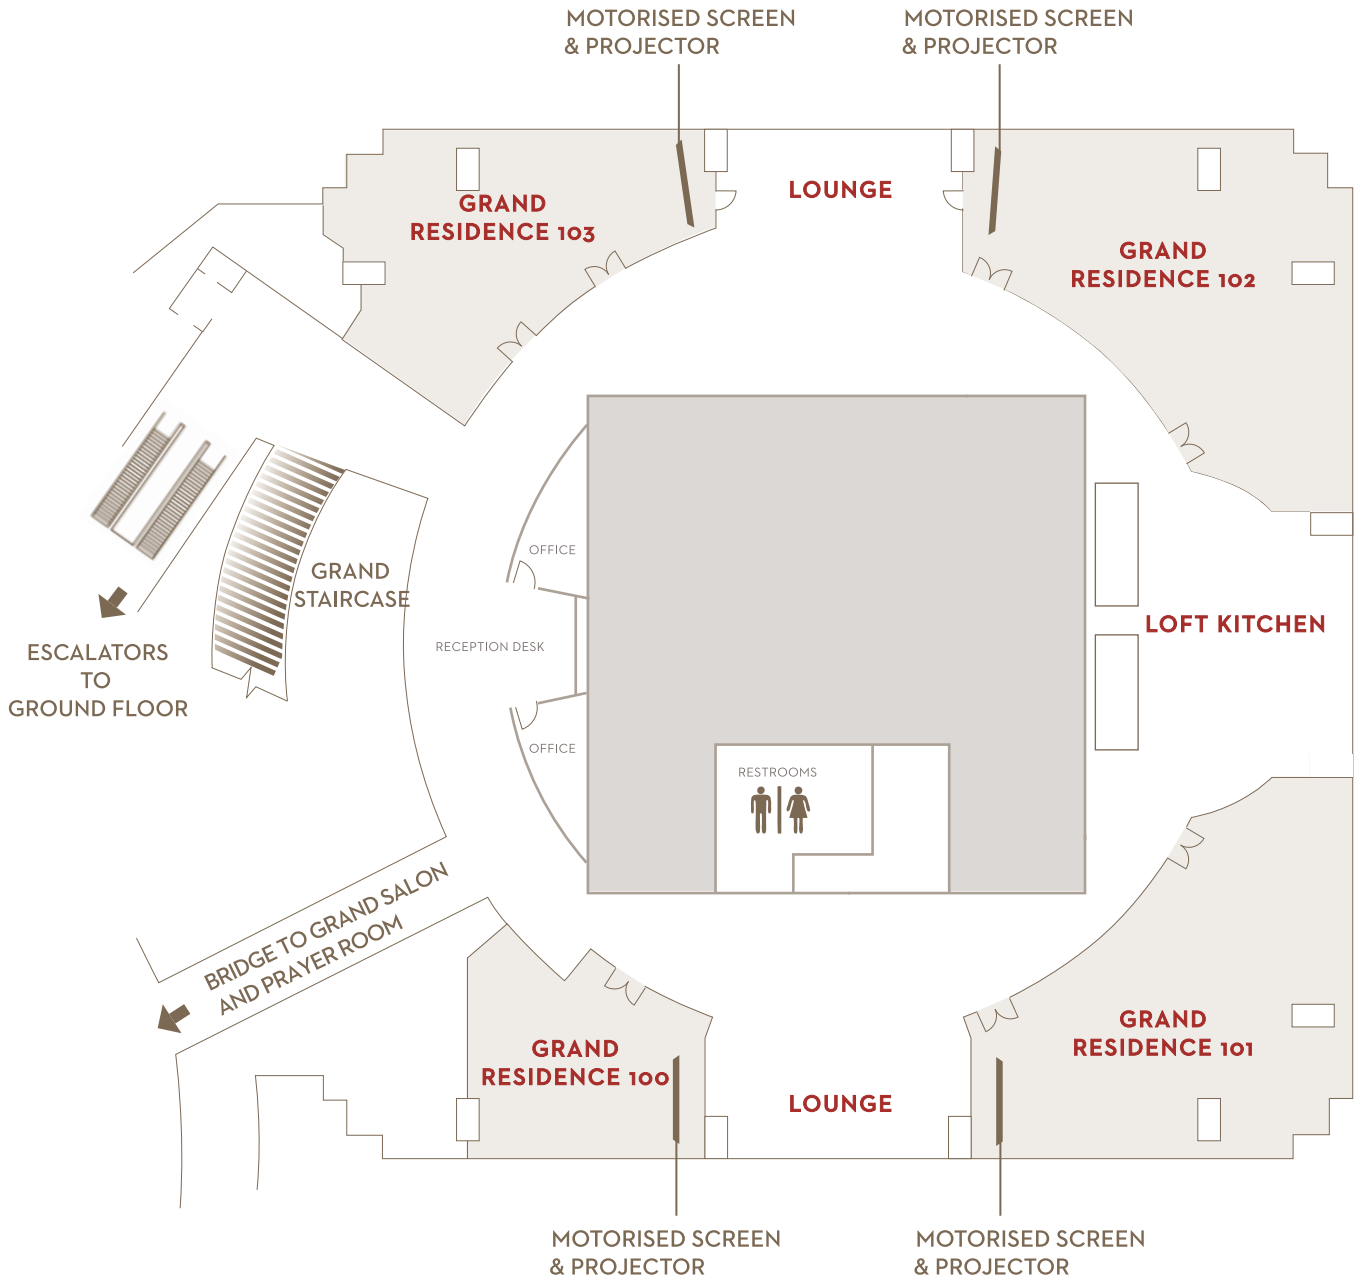 MOTORISED SCREEN
& PROJECTOR
MOTORISED SCREEN
& PROJECTOR
LOUNGE
GRAND
RESIDENCE 103
GRAND
RESIDENCE 102
OFFICE
GRAND
STAIRCASE
LOFT KITCHEN
RECEPTION DESK
ESCALATORS
TO
GROUND FLOOR
OFFICE
RESTROOMS
BRIDGE TO GRAND SALON
AND PRAYER ROOM
GRAND
RESIDENCE 100
GRAND
RESIDENCE 101
LOUNGE
MOTORISED SCREEN
& PROJECTOR
MOTORISED SCREEN
& PROJECTOR